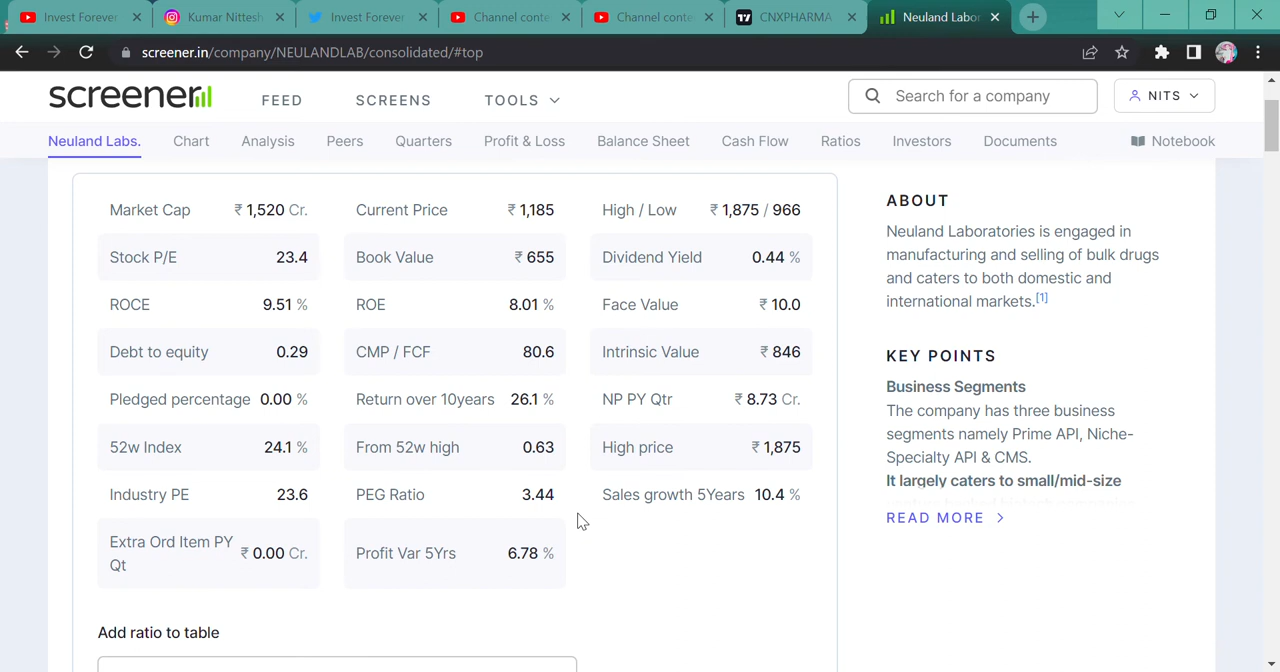 Invest Forever
Kumar Nittesh
Invest Forever
Channel conte
Channel conte
CNXPHARMA
Neuland Labor
screener.in/company/NEULANDLAB/consolidated/#top
screener
FEED
SCREENS
TOOLS
Search for a company
NITS
Neuland Labs.
Chart
Analysis
Peers
Quarters
Profit & Loss
Balance Sheet
Cash Flow
Ratios
Investors
Documents
Notebook
Market Cap ₹ 1,520 Cr.
Current Price ₹ 1,185
High / Low ₹ 1,875 / 966
Stock P/E 23.4
Book Value ₹ 655
Dividend Yield 0.44 %
ROCE 9.51 %
ROE 8.01 %
Face Value ₹ 10.0
Debt to equity 0.29
CMP / FCF 80.6
Intrinsic Value ₹ 846
Pledged percentage 0.00 %
Return over 10years 26.1 %
NP PY Qtr ₹ 8.73 Cr.
52w Index 24.1 %
From 52w high 0.63
High price ₹ 1,875
Industry PE 23.6
PEG Ratio 3.44
Sales growth 5Years 10.4 %
Extra Ord Item PY
Qt ₹ 0.00 Cr.
Profit Var 5Yrs 6.78 %
Add ratio to table
ABOUT
Neuland Laboratories is engaged in
manufacturing and selling of bulk drugs
and caters to both domestic and
international markets.[1]
KEY POINTS
Business Segments
The company has three business
segments namely Prime API, Niche-
Specialty API & CMS.
It largely caters to small/mid-size
READ MORE